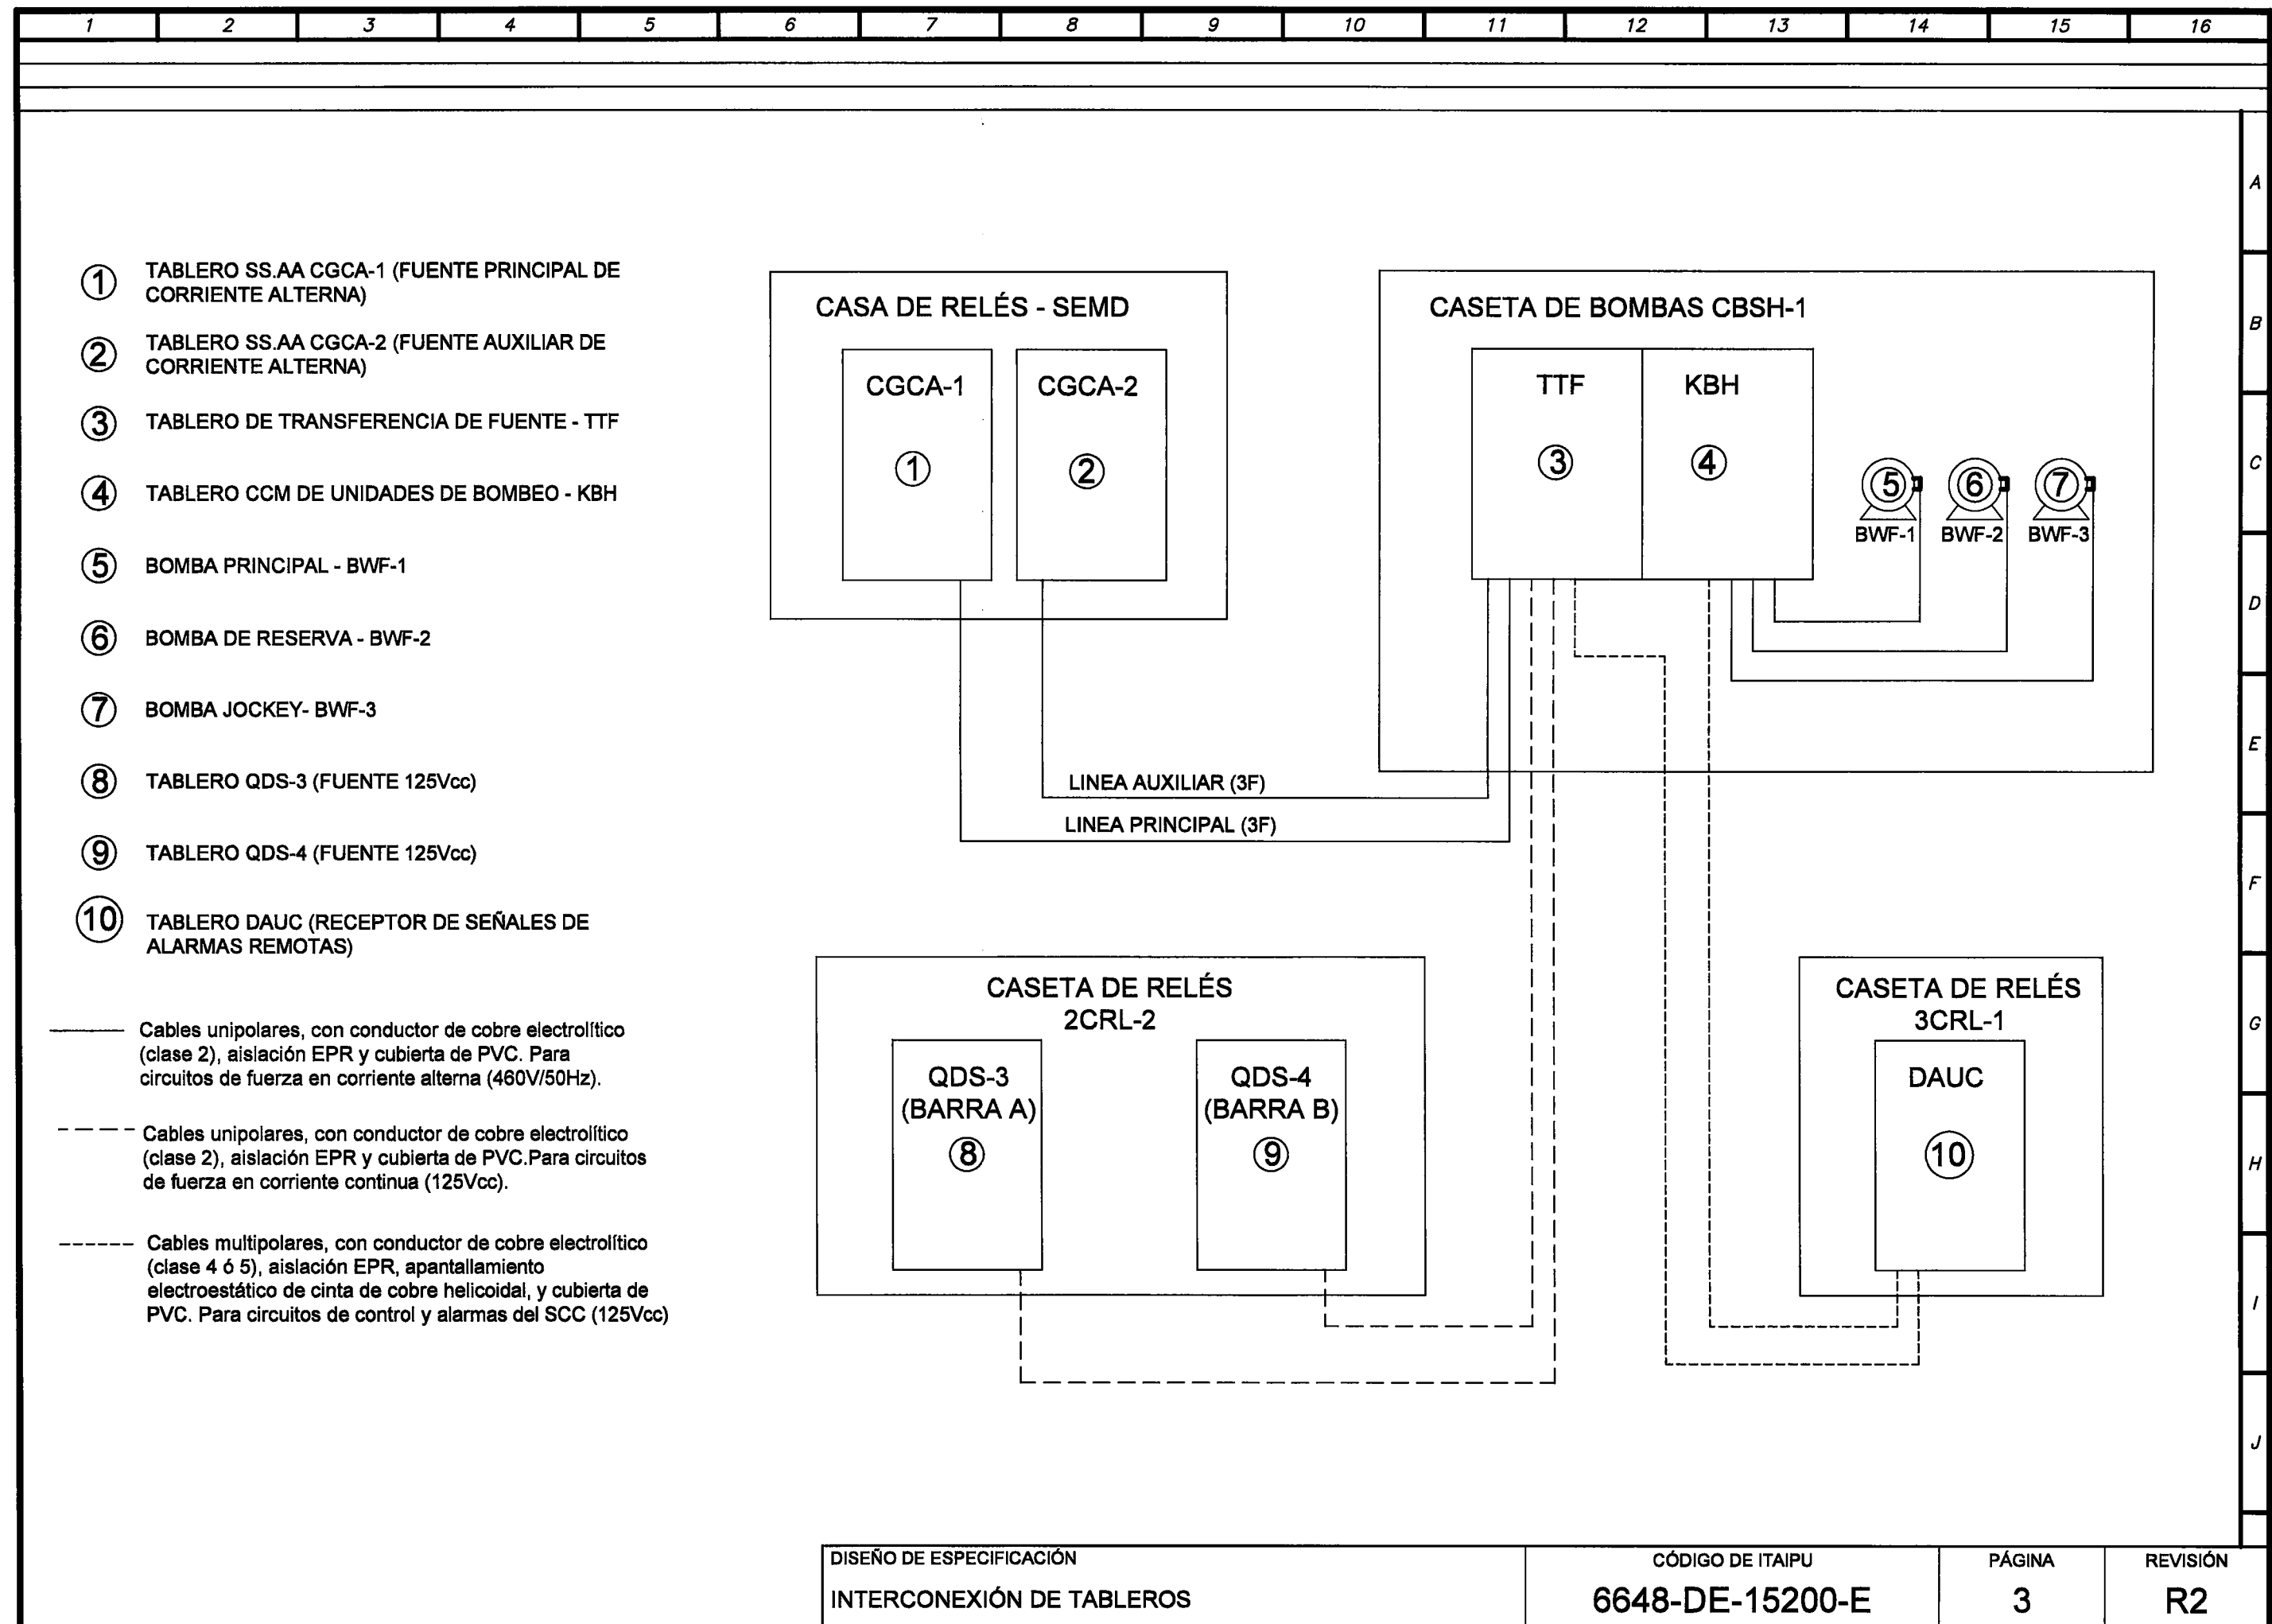 1 2 3 4 5 6 7 8 9 10 11 12 13 14 15 16
A
B
C
D
E
F
G
H
I
J
1 TABLERO SS.AA CGCA-1 (FUENTE PRINCIPAL DE
CORRIENTE ALTERNA)
2 TABLERO SS.AA CGCA-2 (FUENTE AUXILIAR DE
CORRIENTE ALTERNA)
3 TABLERO DE TRANSFERENCIA DE FUENTE - TTF
4 TABLERO CCM DE UNIDADES DE BOMBEO - KBH
5 BOMBA PRINCIPAL - BWF-1
6 BOMBA DE RESERVA - BWF-2
7 BOMBA JOCKEY- BWF-3
8 TABLERO QDS-3 (FUENTE 125Vcc)
9 TABLERO QDS-4 (FUENTE 125Vcc)
10 TABLERO DAUC (RECEPTOR DE SEÑALES DE
ALARMAS REMOTAS)
Cables unipolares, con conductor de cobre electrolítico
(clase 2), aislación EPR y cubierta de PVC. Para
circuitos de fuerza en corriente alterna (460V/50Hz).
Cables unipolares, con conductor de cobre electrolítico
(clase 2), aislación EPR y cubierta de PVC.Para circuitos
de fuerza en corriente continua (125Vcc).
Cables multipolares, con conductor de cobre electrolítico
(clase 4 ó 5), aislación EPR, apantallamiento
electroestático de cinta de cobre helicoidal, y cubierta de
PVC. Para circuitos de control y alarmas del SCC (125Vcc)
CASA DE RELÉS - SEMD
CGCA-1
1
CGCA-2
2
CASETA DE BOMBAS CBSH-1
TTF
3
KBH
4
5 6 7
BWF-1 BWF-2 BWF-3
LINEA AUXILIAR (3F)
LINEA PRINCIPAL (3F)
CASETA DE RELÉS
2CRL-2
QDS-3
(BARRA A)
8
QDS-4
(BARRA B)
9
CASETA DE RELÉS
3CRL-1
DAUC
10
DISEÑO DE ESPECIFICACIÓN
INTERCONEXIÓN DE TABLEROS
CÓDIGO DE ITAIPU
6648-DE-15200-E
PÁGINA
3
REVISIÓN
R2